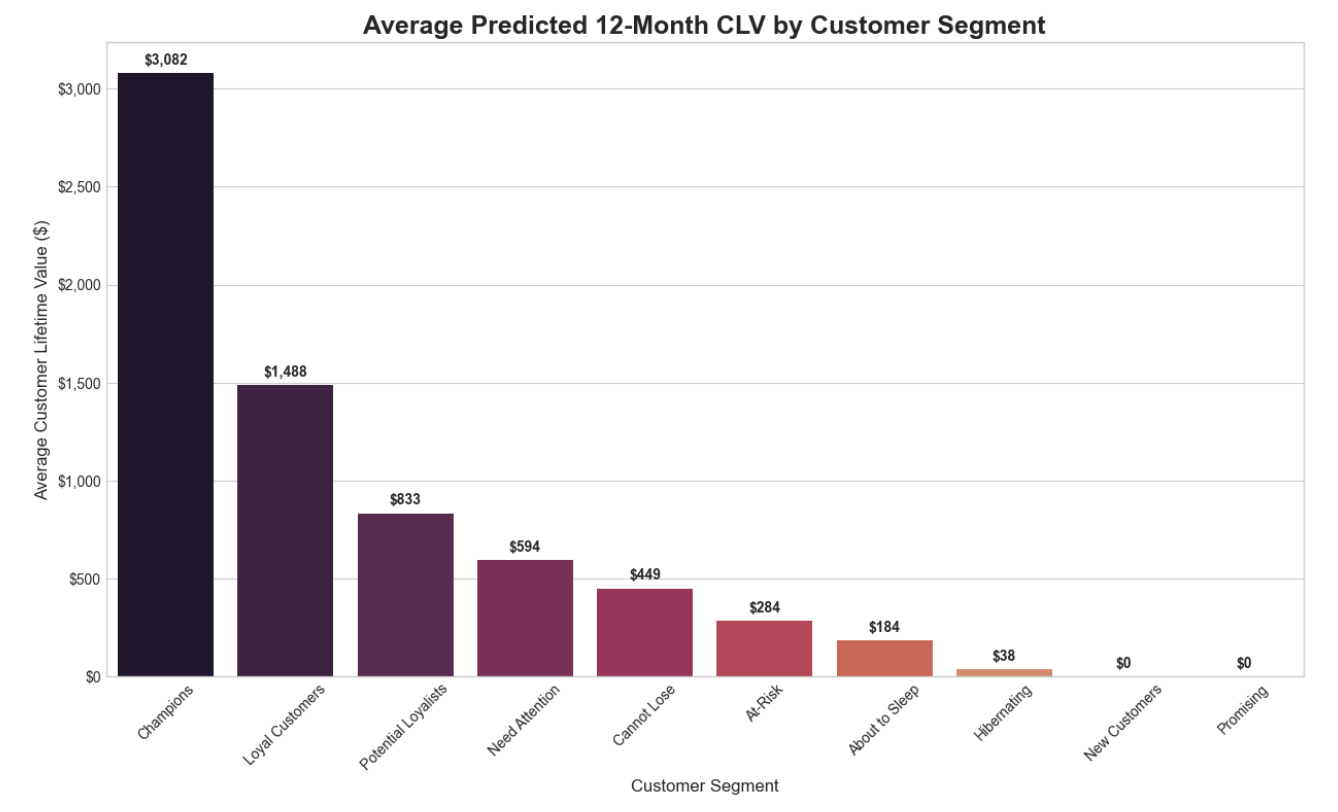 Average Predicted 12-Month CLV by Customer Segment
Average Customer Lifetime Value ($)
$3,000
$2,500
$2,000
$1,500
$1,000
$500
$0
$3,082
$1,488
$833
$594
$449
$284
$184
$38
$0
$0
Champions
Loyal Customers
Potential Loyalists
Need Attention
Cannot Lose
At-Risk
About to Sleep
Hibernating
New Customers
Promising
Customer Segment